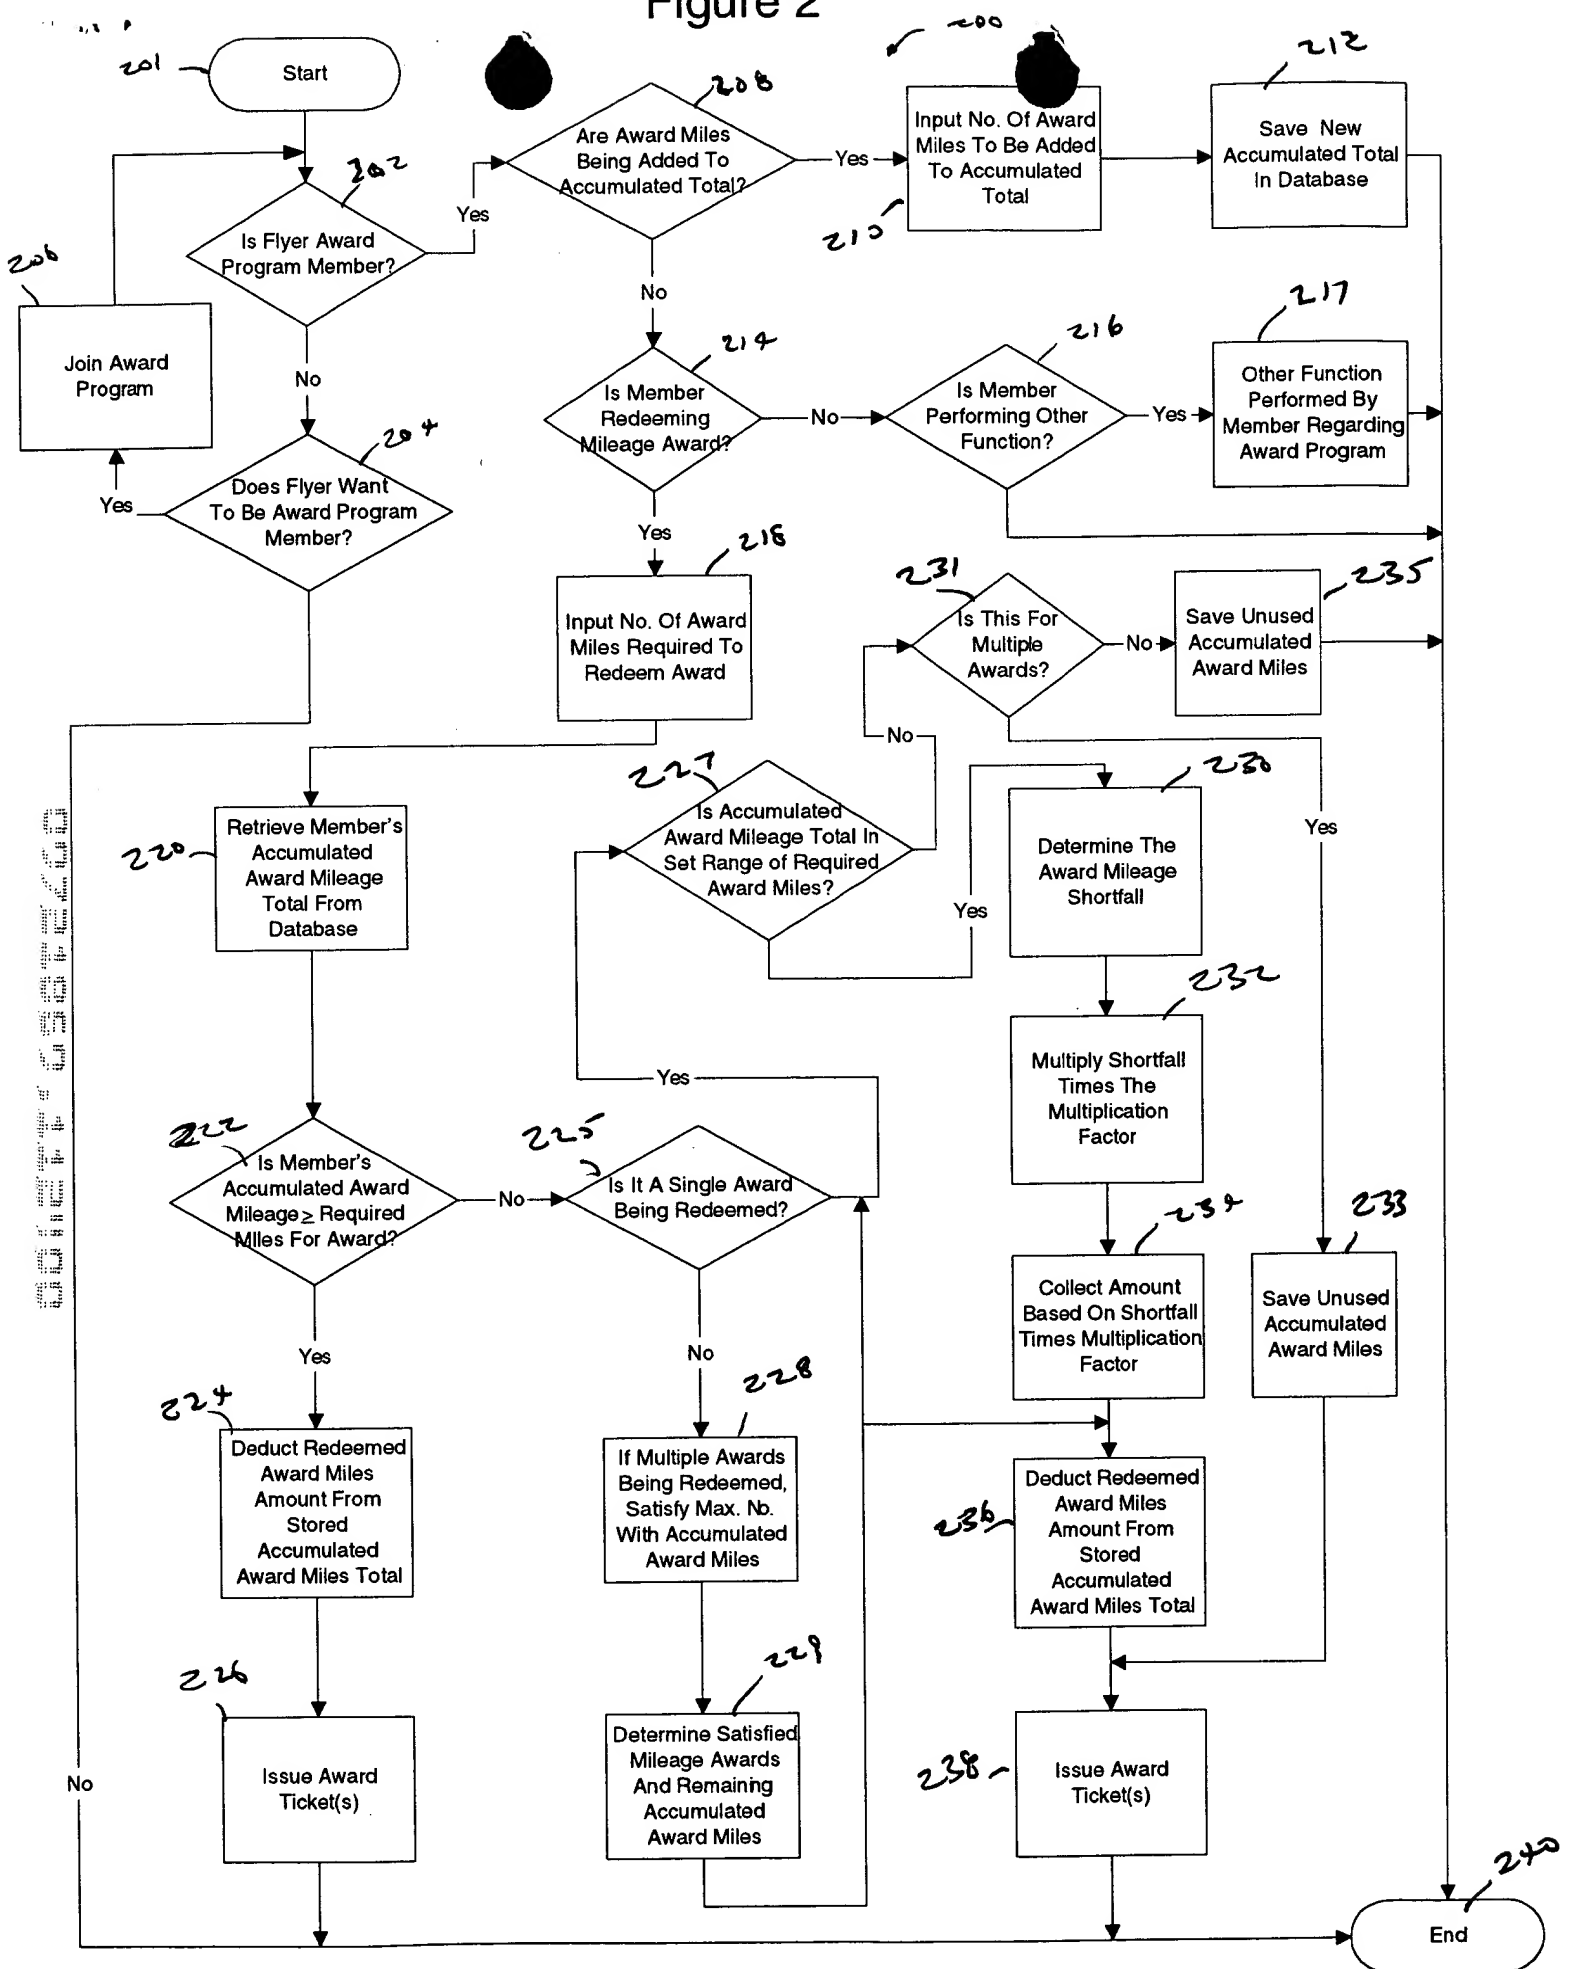 Figure 2
200
201
Start
202
Is Flyer Award
Program Member?
Yes
No
206
Join Award
Program
204
Does Flyer Want
To Be Award Program
Member?
Yes
No
208
Are Award Miles
Being Added To
Accumulated Total?
Yes
No
210
Input No. Of Award
Miles To Be Added
To Accumulated
Total
212
Save New
Accumulated Total
In Database
214
Is Member
Redeeming
Mileage Award?
No
Yes
216
Is Member
Performing Other
Function?
Yes
217
Other Function
Performed By
Member Regarding
Award Program
218
Input No. Of Award
Miles Required To
Redeem Award
231
Is This For
Multiple
Awards?
No
Yes
235
Save Unused
Accumulated
Award Miles
220
Retrieve Member's
Accumulated
Award Mileage
Total From
Database
227
Is Accumulated
Award Mileage Total In
Set Range of Required
Award Miles?
No
Yes
230
Determine The
Award Mileage
Shortfall
232
Multiply Shortfall
Times The
Multiplication
Factor
222
Is Member's
Accumulated Award
Mileage ≥ Required
Miles For Award?
No
Yes
225
Is It A Single Award
Being Redeemed?
Yes
No
234
Collect Amount
Based On Shortfall
Times Multiplication
Factor
233
Save Unused
Accumulated
Award Miles
224
Deduct Redeemed
Award Miles
Amount From
Stored
Accumulated
Award Miles Total
228
If Multiple Awards
Being Redeemed,
Satisfy Max. No.
With Accumulated
Award Miles
236
Deduct Redeemed
Award Miles
Amount From
Stored
Accumulated
Award Miles Total
226
Issue Award
Ticket(s)
229
Determine Satisfied
Mileage Awards
And Remaining
Accumulated
Award Miles
238
Issue Award
Ticket(s)
240
End